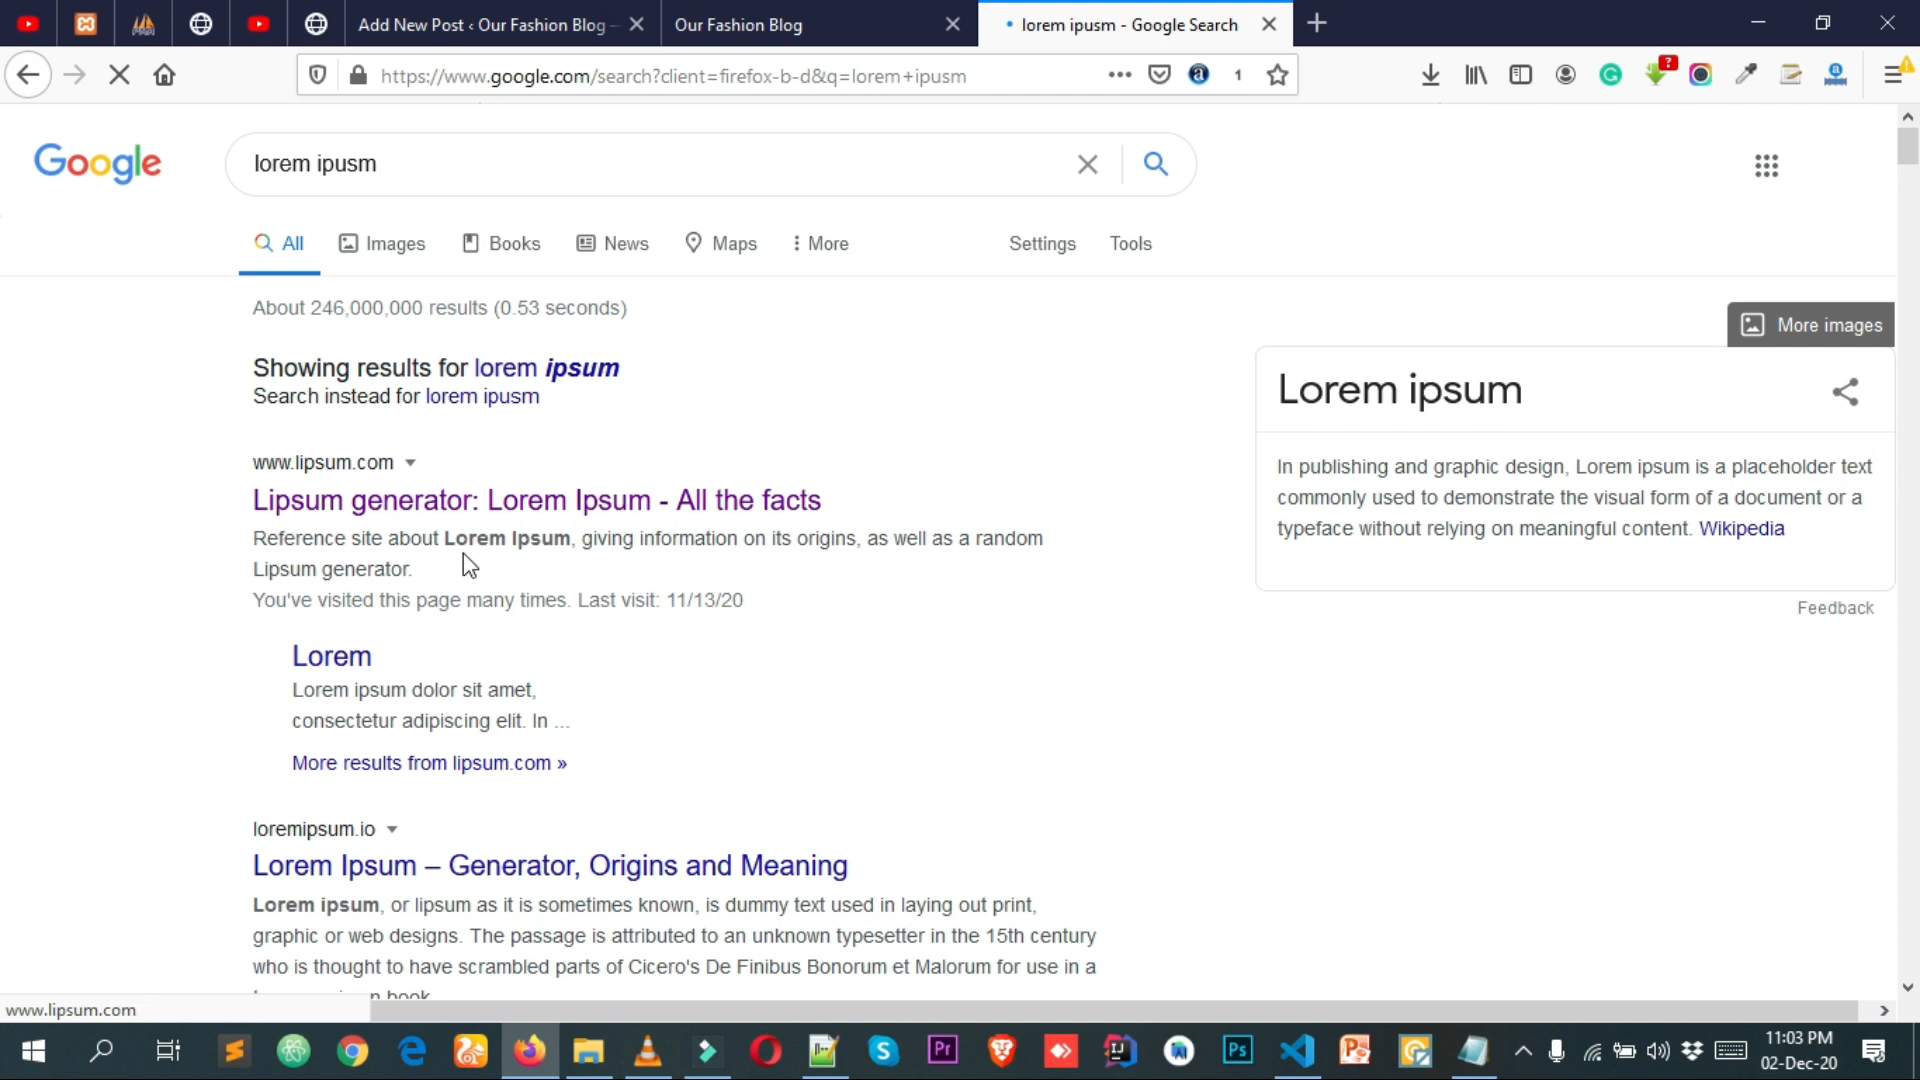 Add New Post ‹ Our Fashion Blog –
Our Fashion Blog
lorem ipusm - Google Search
https://www.google.com/search?client=firefox-b-d&q=lorem+ipusm
1
?
Google
lorem ipusm
All
Images
Books
News
Maps
More
Settings
Tools
About 246,000,000 results (0.53 seconds)
More images
Showing results for lorem ipsum
Search instead for lorem ipusm
Lorem ipsum
In publishing and graphic design, Lorem ipsum is a placeholder text
commonly used to demonstrate the visual form of a document or a
typeface without relying on meaningful content. Wikipedia
Feedback
www.lipsum.com
Lipsum generator: Lorem Ipsum - All the facts
Reference site about Lorem Ipsum, giving information on its origins, as well as a random
Lipsum generator.
You've visited this page many times. Last visit: 11/13/20
Lorem
Lorem ipsum dolor sit amet,
consectetur adipiscing elit. In ...
More results from lipsum.com »
loremipsum.io
Lorem Ipsum – Generator, Origins and Meaning
Lorem ipsum, or lipsum as it is sometimes known, is dummy text used in laying out print,
graphic or web designs. The passage is attributed to an unknown typesetter in the 15th century
who is thought to have scrambled parts of Cicero's De Finibus Bonorum et Malorum for use in a
book
www.lipsum.com
Pr
Ps
11:03 PM
02-Dec-20